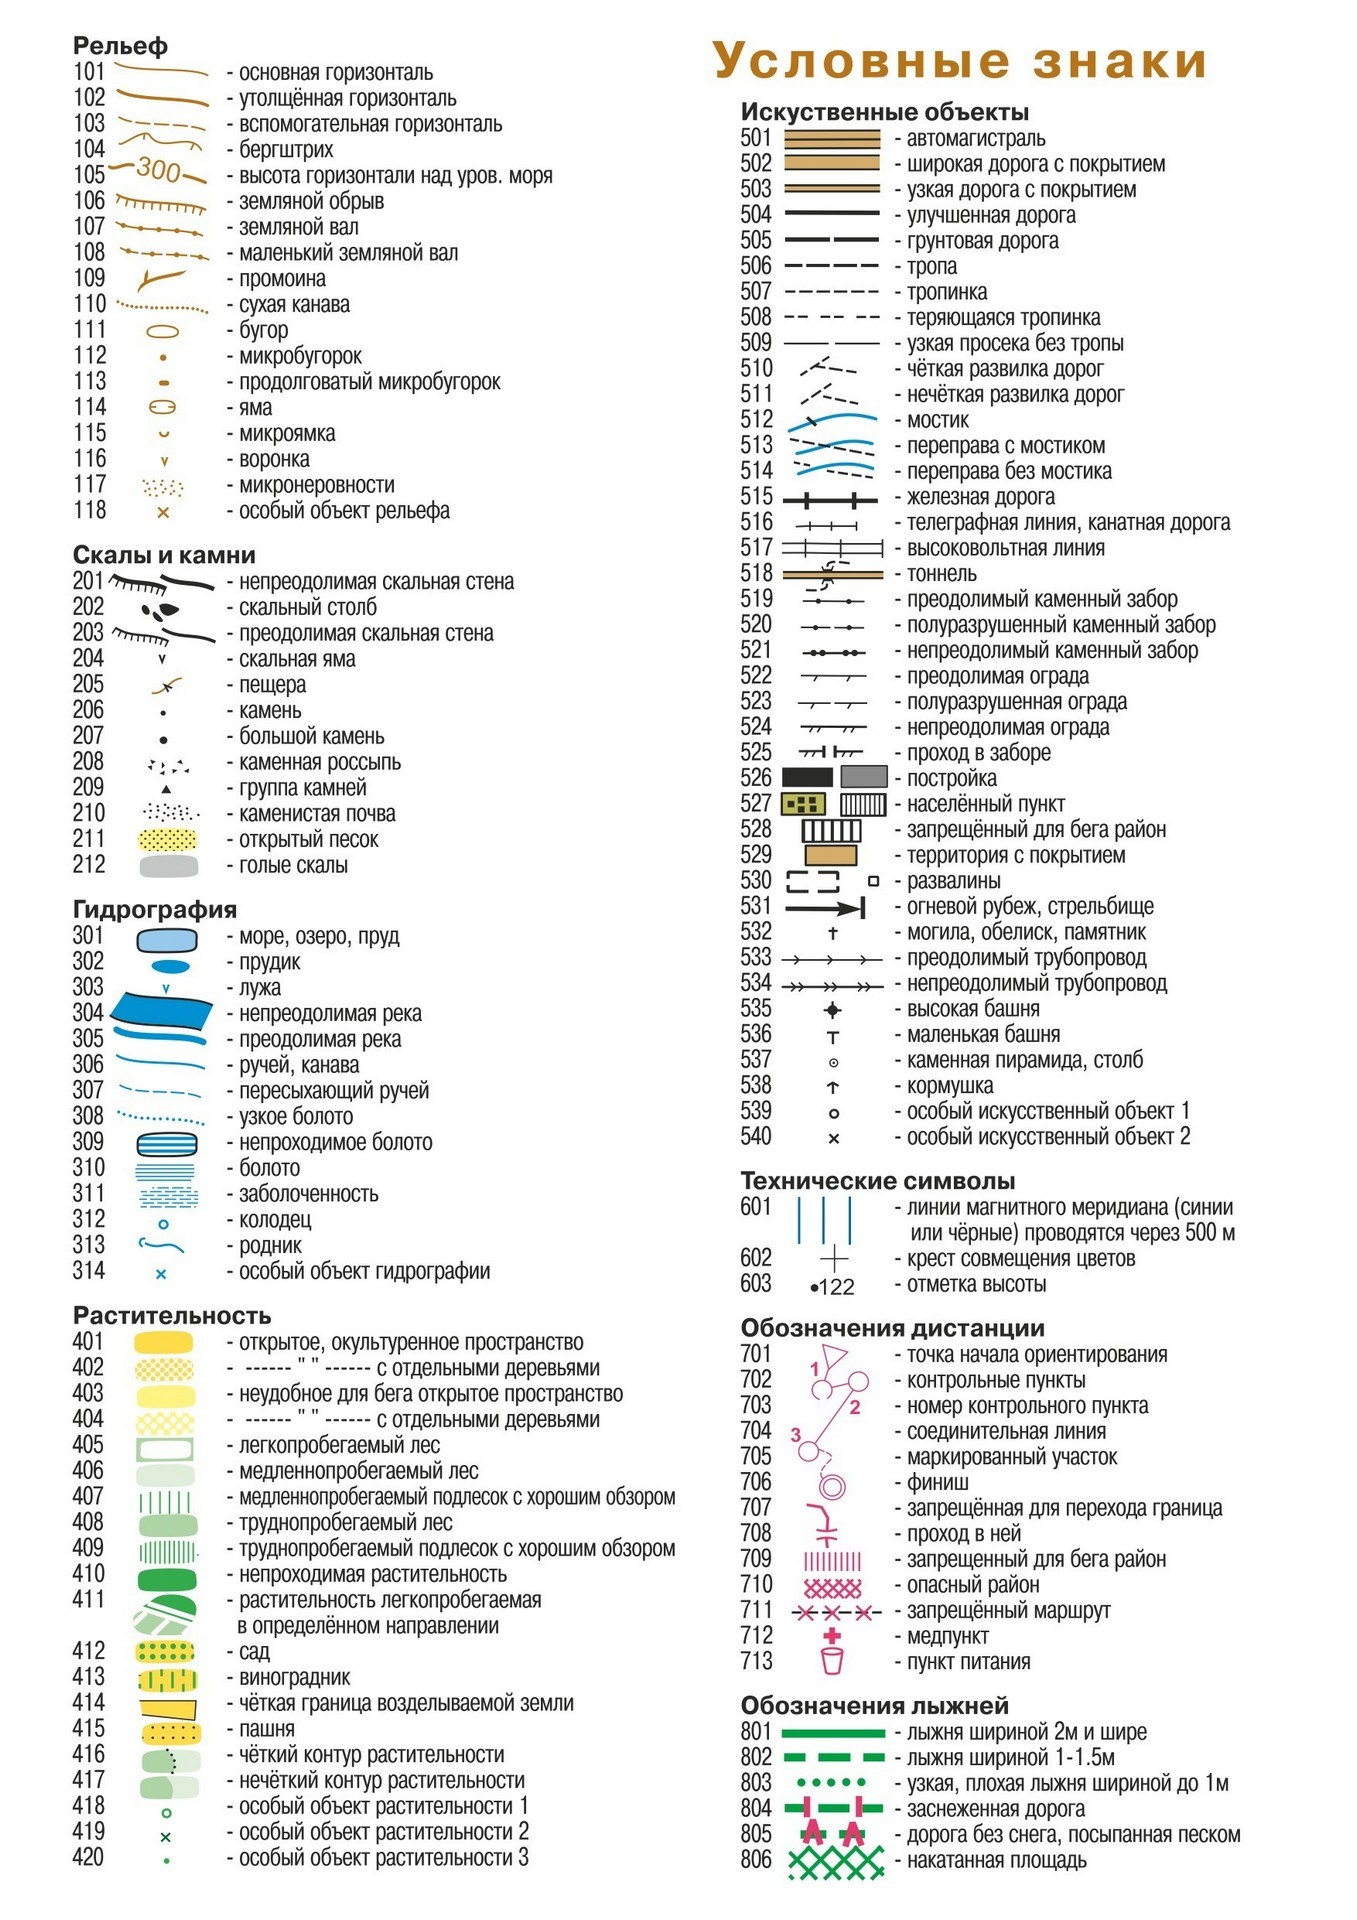 Условные знаки
Рельеф
101 - основная горизонталь
102 - утолщённая горизонталь
103 - вспомогательная горизонталь
104 - бергштрих
105 300 - высота горизонтали над уров. моря
106 - земляной обрыв
107 - земляной вал
108 - маленький земляной вал
109 - промоина
110 - сухая канава
111 - бугор
112 - микробугорок
113 - продолговатый микробугорок
114 - яма
115 - микроямка
116 - воронка
117 - микронеровности
118 - особый объект рельефа
Скалы и камни
201 - непреодолимая скальная стена
202 - скальный столб
203 - преодолимая скальная стена
204 - скальная яма
205 - пещера
206 - камень
207 - большой камень
208 - каменная россыпь
209 - группа камней
210 - каменистая почва
211 - открытый песок
212 - голые скалы
Гидрография
301 - море, озеро, пруд
302 - прудик
303 - лужа
304 - непреодолимая река
305 - преодолимая река
306 - ручей, канава
307 - пересыхающий ручей
308 - узкое болото
309 - непроходимое болото
310 - болото
311 - заболоченность
312 - колодец
313 - родник
314 - особый объект гидрографии
Растительность
401 - открытое, окультуренное пространство
402 - ------ " " ------ с отдельными деревьями
403 - неудобное для бега открытое пространство
404 - ------ " " ------ с отдельными деревьями
405 - легкопробегаемый лес
406 - медленнопробегаемый лес
407 - медленнопробегаемый подлесок с хорошим обзором
408 - труднопробегаемый лес
409 - труднопробегаемый подлесок с хорошим обзором
410 - непроходимая растительность
411 - растительность легкопробегаемая
в определённом направлении
412 - сад
413 - виноградник
414 - чёткая граница возделываемой земли
415 - пашня
416 - чёткий контур растительности
417 - нечёткий контур растительности
418 - особый объект растительности 1
419 - особый объект растительности 2
420 - особый объект растительности 3
Искуственные объекты
501 - автомагистраль
502 - широкая дорога с покрытием
503 - узкая дорога с покрытием
504 - улучшенная дорога
505 - грунтовая дорога
506 - тропа
507 - тропинка
508 - теряющаяся тропинка
509 - узкая просека без тропы
510 - чёткая развилка дорог
511 - нечёткая развилка дорог
512 - мостик
513 - переправа с мостиком
514 - переправа без мостика
515 - железная дорога
516 - телеграфная линия, канатная дорога
517 - высоковольтная линия
518 - тоннель
519 - преодолимый каменный забор
520 - полуразрушенный каменный забор
521 - непреодолимый каменный забор
522 - преодолимая ограда
523 - полуразрушенная ограда
524 - непреодолимая ограда
525 - проход в заборе
526 - постройка
527 - населённый пункт
528 - запрещённый для бега район
529 - территория с покрытием
530 - развалины
531 - огневой рубеж, стрельбище
532 - могила, обелиск, памятник
533 - преодолимый трубопровод
534 - непреодолимый трубопровод
535 - высокая башня
536 - маленькая башня
537 - каменная пирамида, столб
538 - кормушка
539 - особый искусственный объект 1
540 - особый искусственный объект 2
Технические символы
601 - линии магнитного меридиана (синии
или чёрные) проводятся через 500 м
602 - крест совмещения цветов
603 122 - отметка высоты
Обозначения дистанции
701 - точка начала ориентирования
1
702 - контрольные пункты
703 2 - номер контрольного пункта
704 3 - соединительная линия
705 - маркированный участок
706 - финиш
707 - запрещённая для перехода граница
708 - проход в ней
709 - запрещенный для бега район
710 - опасный район
711 - запрещённый маршрут
712 - медпункт
713 - пункт питания
Обозначения лыжней
801 - лыжня шириной 2м и шире
802 - лыжня шириной 1-1.5м
803 - узкая, плохая лыжня шириной до 1м
804 - заснеженная дорога
805 - дорога без снега, посыпанная песком
806 - накатанная площадь